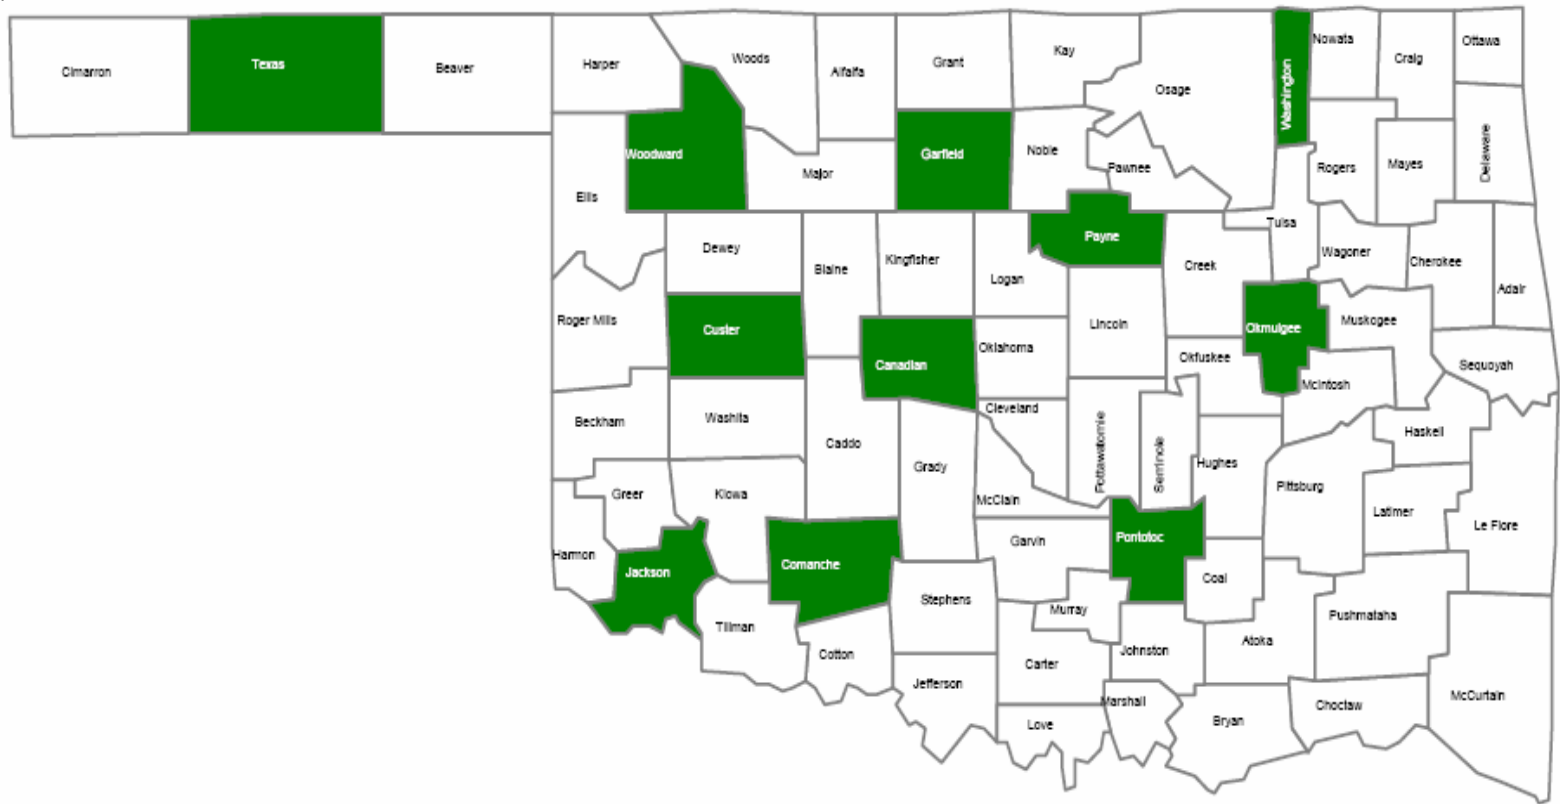 Cimarron
Texas
Beaver
Harper
Woods
Alfalfa
Grant
Kay
Osage
Washington
Nowata
Craig
Ottawa
Delaware
Woodward
Ellis
Major
Garfield
Noble
Pawnee
Rogers
Mayes
Payne
Tulsa
Wagoner
Cherokee
Adair
Dewey
Blaine
Kingfisher
Logan
Creek
Lincoln
Roger Mills
Custer
Canadian
Oklahoma
Okmulgee
Muskogee
Okfuskee
McIntosh
Sequoyah
Beckham
Washita
Caddo
Grady
Cleveland
McClain
Pottawatomie
Seminole
Hughes
Pittsburg
Haskell
Latimer
Le Flore
Greer
Kiowa
Harmon
Jackson
Comanche
Garvin
Pontotoc
Coal
Tillman
Stephens
Murray
Cotton
Carter
Johnston
Atoka
Pushmataha
Jefferson
Love
Marshall
Bryan
Choctaw
McCurtain